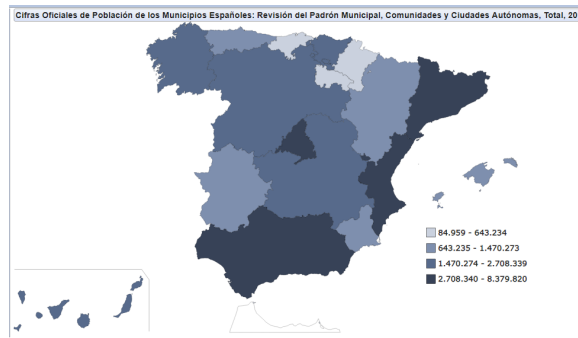 Cifras Oficiales de Población de los Municipios Españoles: Revisión del Padrón Municipal, Comunidades y Ciudades Autónomas, Total, 20
84.959 - 643.234
643.235 - 1.470.273
1.470.274 - 2.708.339
2.708.340 - 8.379.820